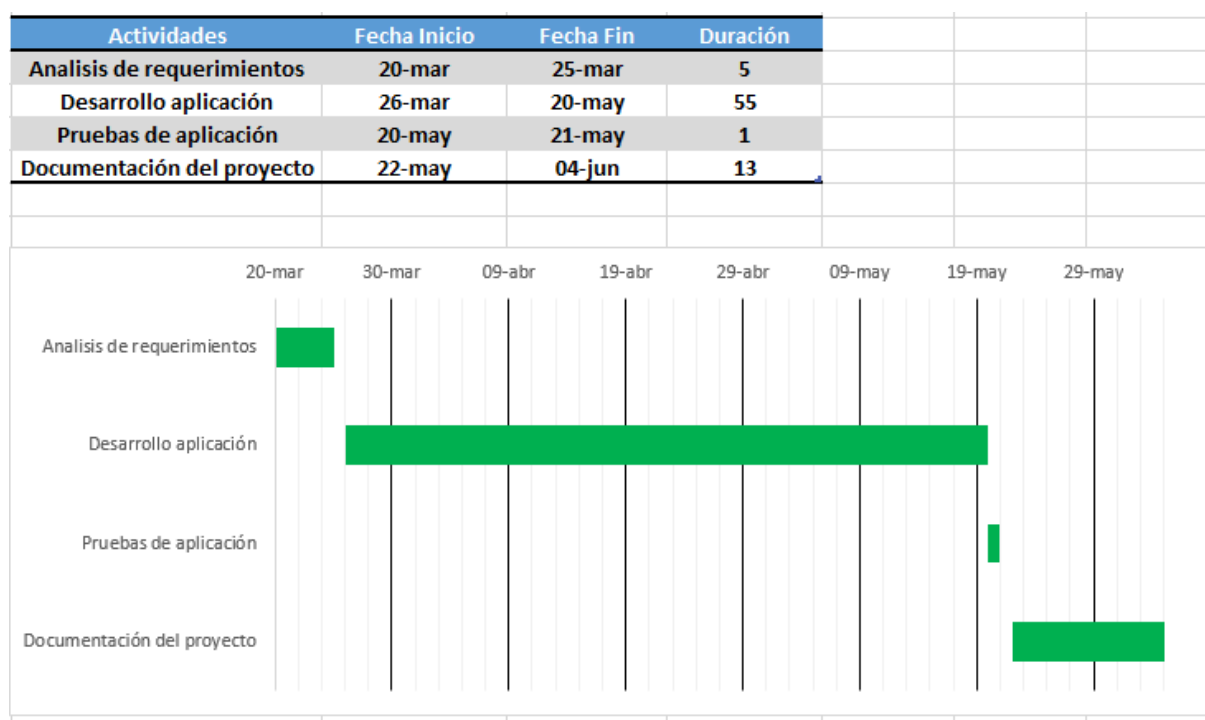 Actividades Fecha Inicio Fecha Fin Duración
Analisis de requerimientos 20-mar 25-mar 5
Desarrollo aplicación 26-mar 20-may 55
Pruebas de aplicación 20-may 21-may 1
Documentación del proyecto 22-may 04-jun 13
20-mar 30-mar 09-abr 19-abr 29-abr 09-may 19-may 29-may
Analisis de requerimientos
Desarrollo aplicación
Pruebas de aplicación
Documentación del proyecto